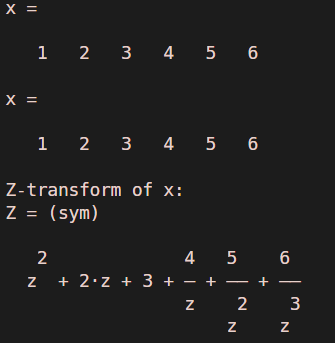 x =
1 2 3 4 5 6
x =
1 2 3 4 5 6
Z-transform of x:
Z = (sym)
 2             4   5    6
z  + 2⋅z + 3 + ─ + ── + ──
               z    2    3
                   z    z